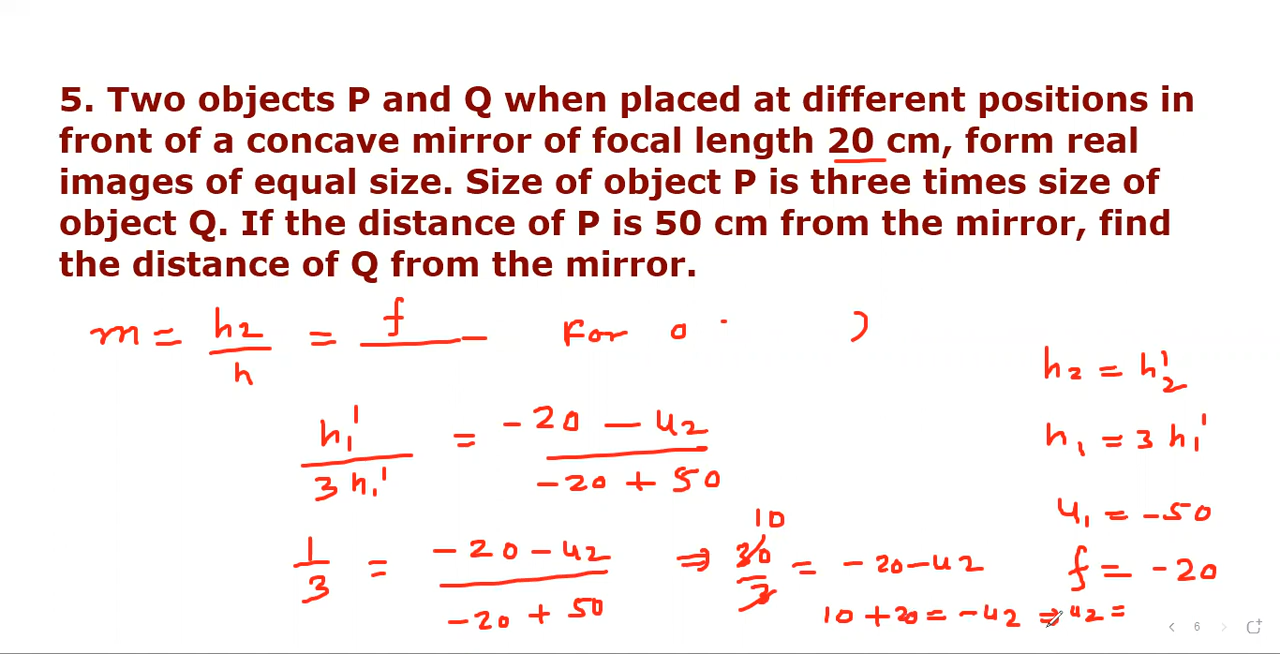 5. Two objects P and Q when placed at different positions in
front of a concave mirror of focal length 20 cm, form real
images of equal size. Size of object P is three times size of
object Q. If the distance of P is 50 cm from the mirror, find
the distance of Q from the mirror.
m = h2/h = f/ For o )
h2 = h2'
h1'/3 h1' = -20 - u2/-20 + 50
h1 = 3 h1'
u1 = -50
1/3 = -20 - u2/-20 + 50 ⇒ 30/3 10 = -20 - u2
f = -20
10 + 20 = -u2 ⇒ u2 =
6